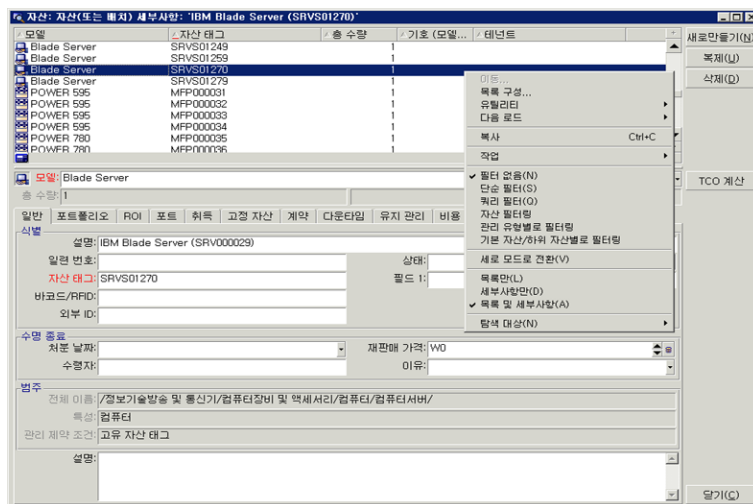 자산: 자산(또는 배치) 세부사항: 'IBM Blade Server (SRVS01270)'
모델 자산 태그 총 수량 기호 (모델... 테넌트
새로만들기(N)
Blade Server SRVS01249 1
Blade Server SRVS01259 1
복제(U)
Blade Server SRVS01270 1
Blade Server SRVS01279 1
삭제(D)
POWER 595 MFP000031 1
POWER 595 MFP000032 1
POWER 595 MFP000033 1
POWER 595 MFP000034 1
POWER 780 MFP000035 1
POWER 780 MFP000036 1
이동...
목록 구성...
유틸리티
다음 로드
복사 Ctrl+C
작업
필터 없음(N)
단순 필터(S)
쿼리 필터(Q)
자산 필터링
관리 유형별로 필터링
기본 자산/하위 자산별로 필터링
세로 모드로 전환(V)
목록만(L)
세부사항만(D)
목록 및 세부사항(A)
탐색 대상(N)
모델: Blade Server
TCO 계산
총 수량: 1
일반 포트폴리오 ROI 포트 취득 고정 자산 계약 다운타임 유지 관리 비용
식별
설명: IBM Blade Server (SRV000029)
일련 번호: 상태:
자산 태그: SRVS01270 필드 1:
바코드/RFID:
외부 ID:
수명 종료
처분 날짜: 재판매 가격: W0
수령자: 이유:
범주
전체 이름: /정보기술방송 및 통신기/컴퓨터장비 및 액세서리/컴퓨터/컴퓨터서버/
특성: 컴퓨터
관리 제약 조건: 고유 자산 태그
설명:
닫기(C)